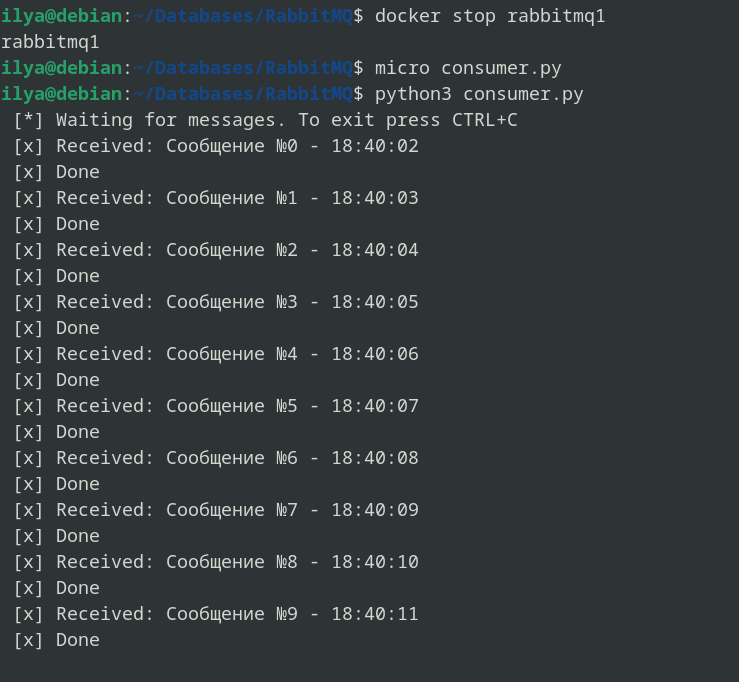 ilya@debian:~/Databases/RabbitMQ$ docker stop rabbitmq1
rabbitmq1
ilya@debian:~/Databases/RabbitMQ$ micro consumer.py
ilya@debian:~/Databases/RabbitMQ$ python3 consumer.py
[*] Waiting for messages. To exit press CTRL+C
[x] Received: Сообщение №0 - 18:40:02
[x] Done
[x] Received: Сообщение №1 - 18:40:03
[x] Done
[x] Received: Сообщение №2 - 18:40:04
[x] Done
[x] Received: Сообщение №3 - 18:40:05
[x] Done
[x] Received: Сообщение №4 - 18:40:06
[x] Done
[x] Received: Сообщение №5 - 18:40:07
[x] Done
[x] Received: Сообщение №6 - 18:40:08
[x] Done
[x] Received: Сообщение №7 - 18:40:09
[x] Done
[x] Received: Сообщение №8 - 18:40:10
[x] Done
[x] Received: Сообщение №9 - 18:40:11
[x] Done